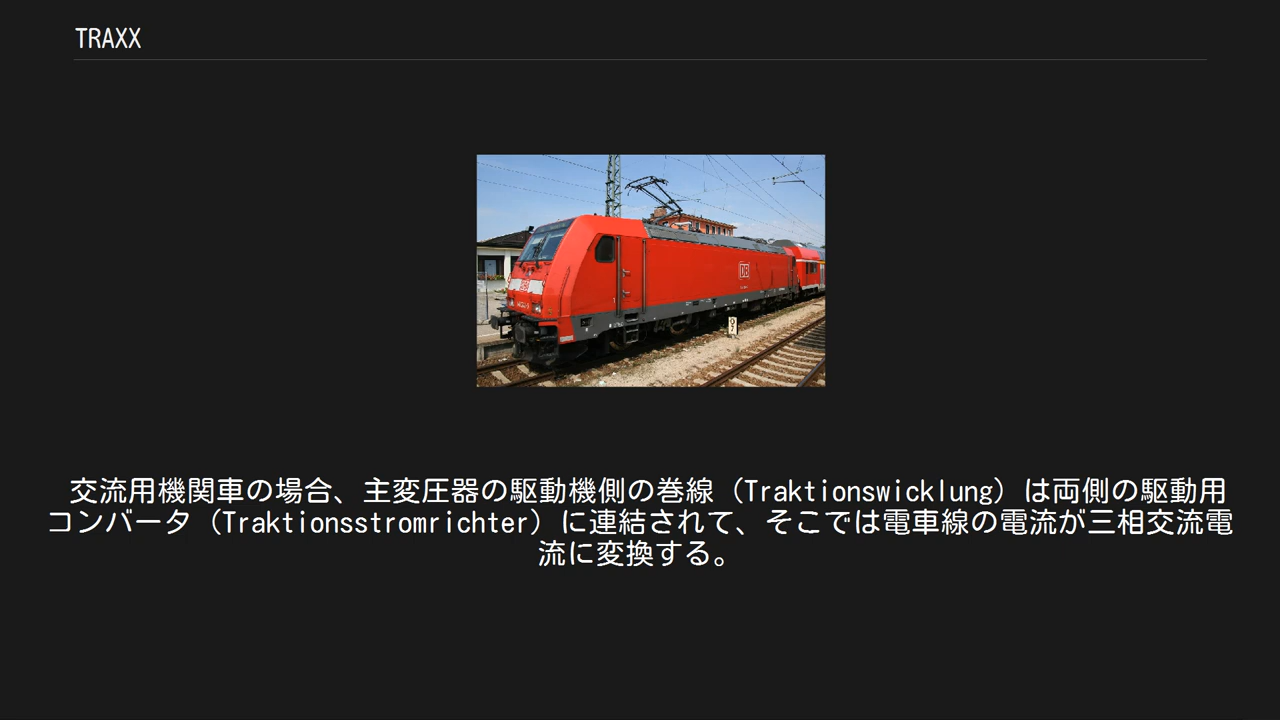 TRAXX
DB
交流用機関車の場合、主変圧器の駆動機側の巻線（Traktionswicklung）は両側の駆動用
コンバータ（Traktionsstromrichter）に連結されて、そこでは電車線の電流が三相交流電
流に変換する。